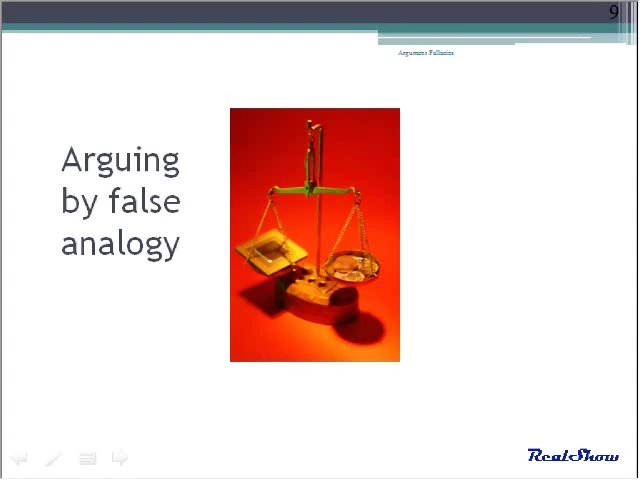 9
Argument Fallacies
Arguing
by false
analogy
RealShow